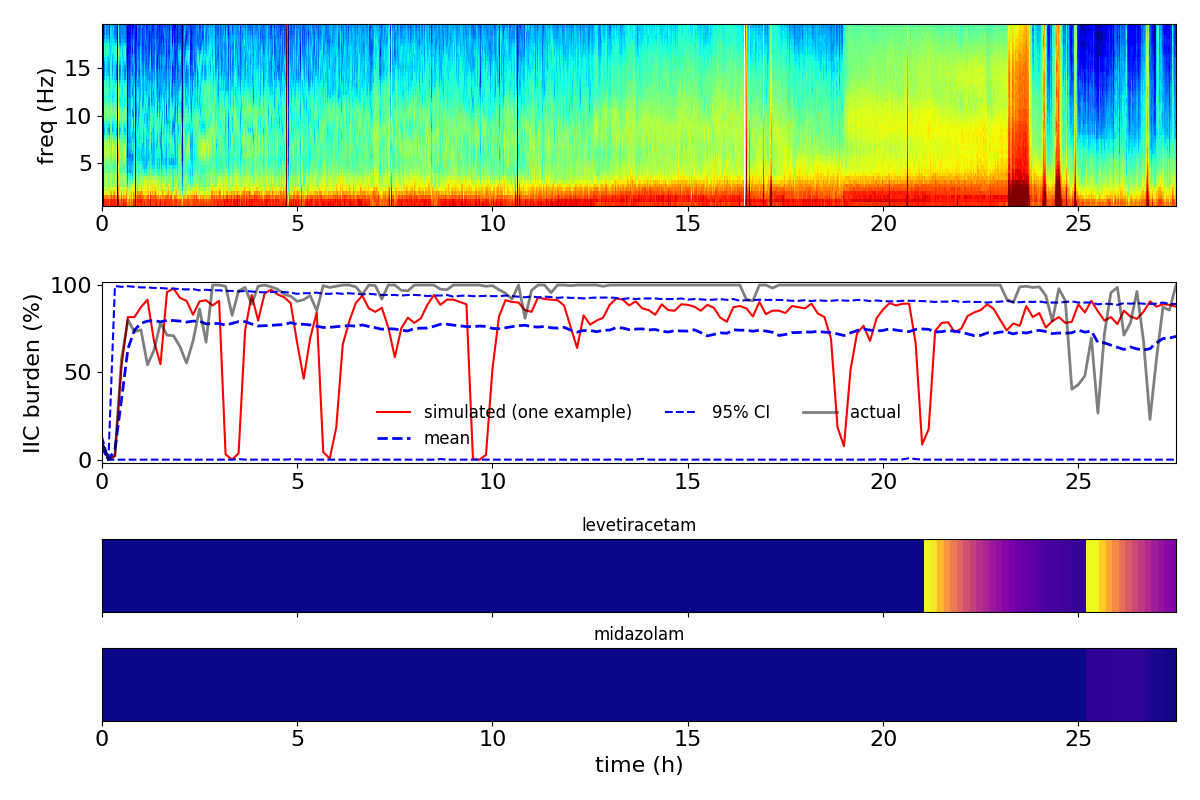 freq (Hz)
15
10
5
0 5 10 15 20 25
IIC burden (%)
100
50
0
simulated (one example) 95% CI actual
mean
0 5 10 15 20 25
levetiracetam
midazolam
0 5 10 15 20 25
time (h)